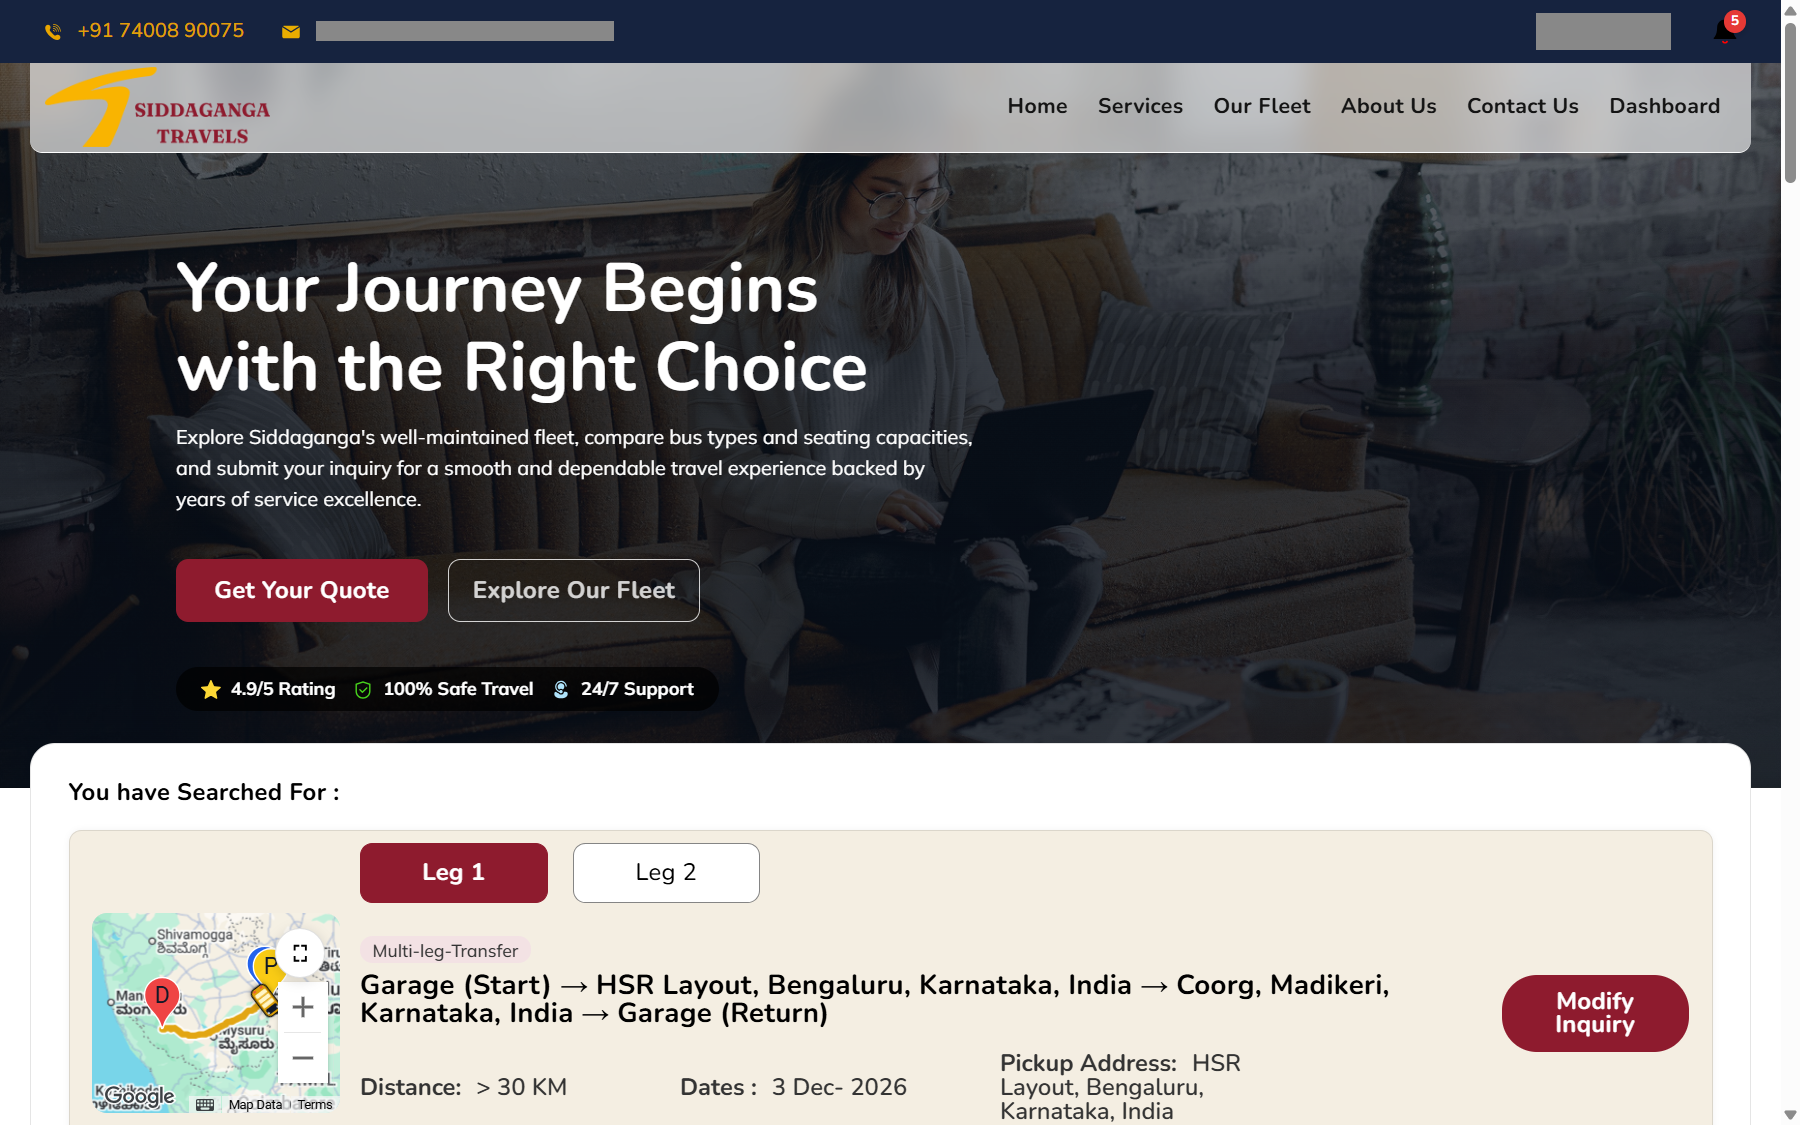 +91 74008 90075
5
SIDDAGANGA
TRAVELS
Home Services Our Fleet About Us Contact Us Dashboard
Your Journey Begins
with the Right Choice
Explore Siddaganga's well-maintained fleet, compare bus types and seating capacities,
and submit your inquiry for a smooth and dependable travel experience backed by
years of service excellence.
Get Your Quote Explore Our Fleet
4.9/5 Rating 100% Safe Travel 24/7 Support
You have Searched For :
Leg 1 Leg 2
Shivamogga
ಶಿವಮೊಗ್ಗ
P
D
Mysuru
ಮೈಸೂರು
Google
Map Data Terms
Multi-leg-Transfer
Garage (Start) → HSR Layout, Bengaluru, Karnataka, India → Coorg, Madikeri,
Karnataka, India → Garage (Return)
Modify
Inquiry
Distance: > 30 KM
Dates : 3 Dec- 2026
Pickup Address: HSR
Layout, Bengaluru,
Karnataka, India